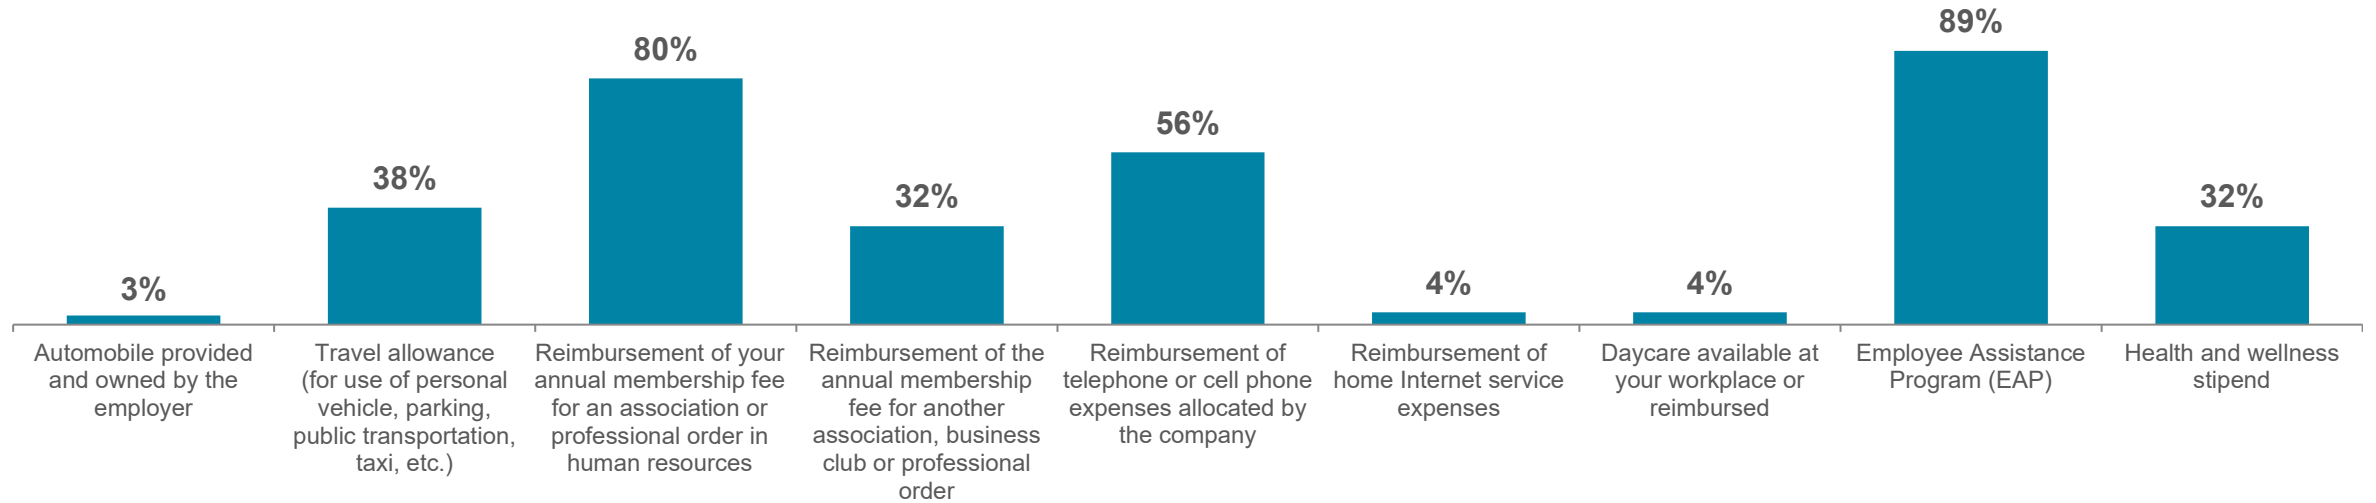 3%
38%
80%
32%
56%
4%
4%
89%
32%
Automobile provided
and owned by the
employer
Travel allowance
(for use of personal
vehicle, parking,
public transportation,
taxi, etc.)
Reimbursement of your
annual membership fee
for an association or
professional order in
human resources
Reimbursement of the
annual membership
fee for another
association, business
club or professional
order
Reimbursement of
telephone or cell phone
expenses allocated by
the company
Reimbursement of
home Internet service
expenses
Daycare available at
your workplace or
reimbursed
Employee Assistance
Program (EAP)
Health and wellness
stipend